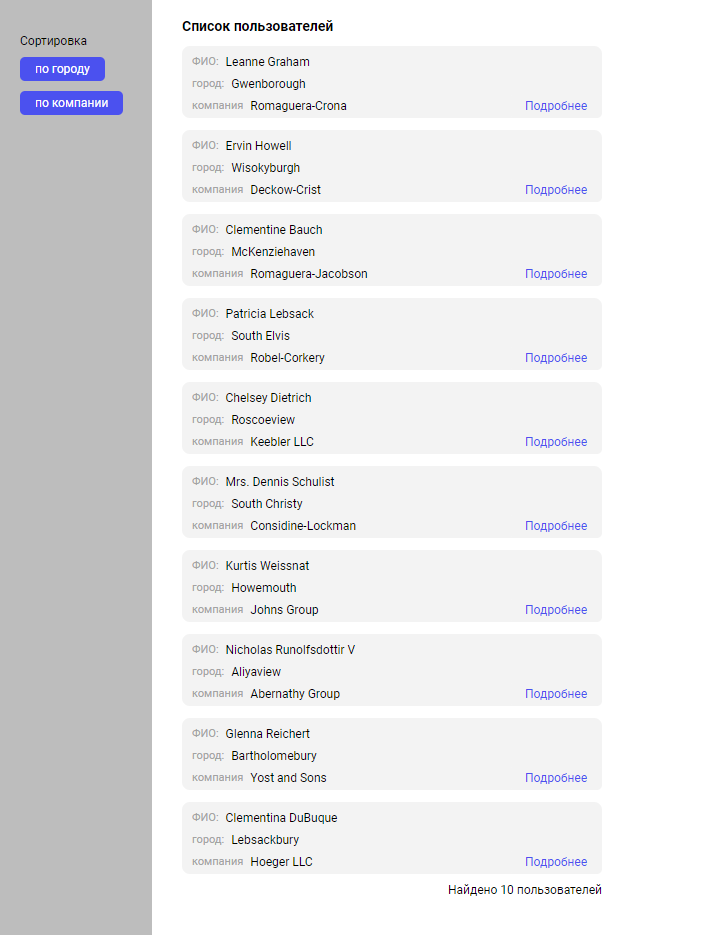 Сортировка
по городу
по компании
Список пользователей
ФИО: Leanne Graham
город: Gwenborough
компания Romaguera-Crona Подробнее
ФИО: Ervin Howell
город: Wisokyburgh
компания Deckow-Crist Подробнее
ФИО: Clementine Bauch
город: McKenziehaven
компания Romaguera-Jacobson Подробнее
ФИО: Patricia Lebsack
город: South Elvis
компания Robel-Corkery Подробнее
ФИО: Chelsey Dietrich
город: Roscoeview
компания Keebler LLC Подробнее
ФИО: Mrs. Dennis Schulist
город: South Christy
компания Considine-Lockman Подробнее
ФИО: Kurtis Weissnat
город: Howemouth
компания Johns Group Подробнее
ФИО: Nicholas Runolfsdottir V
город: Aliyaview
компания Abernathy Group Подробнее
ФИО: Glenna Reichert
город: Bartholomebury
компания Yost and Sons Подробнее
ФИО: Clementina DuBuque
город: Lebsackbury
компания Hoeger LLC Подробнее
Найдено 10 пользователей